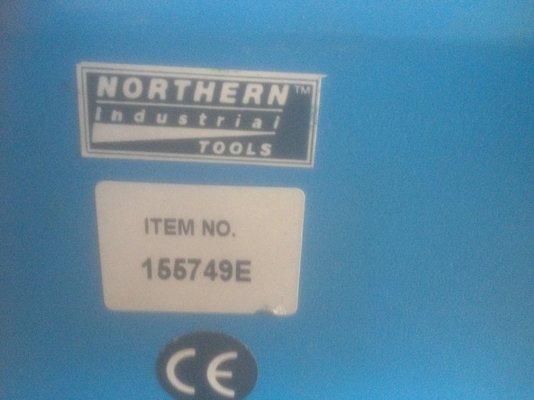 NORTHERN™
Industrial
TOOLS
ITEM NO.
155749E
CE